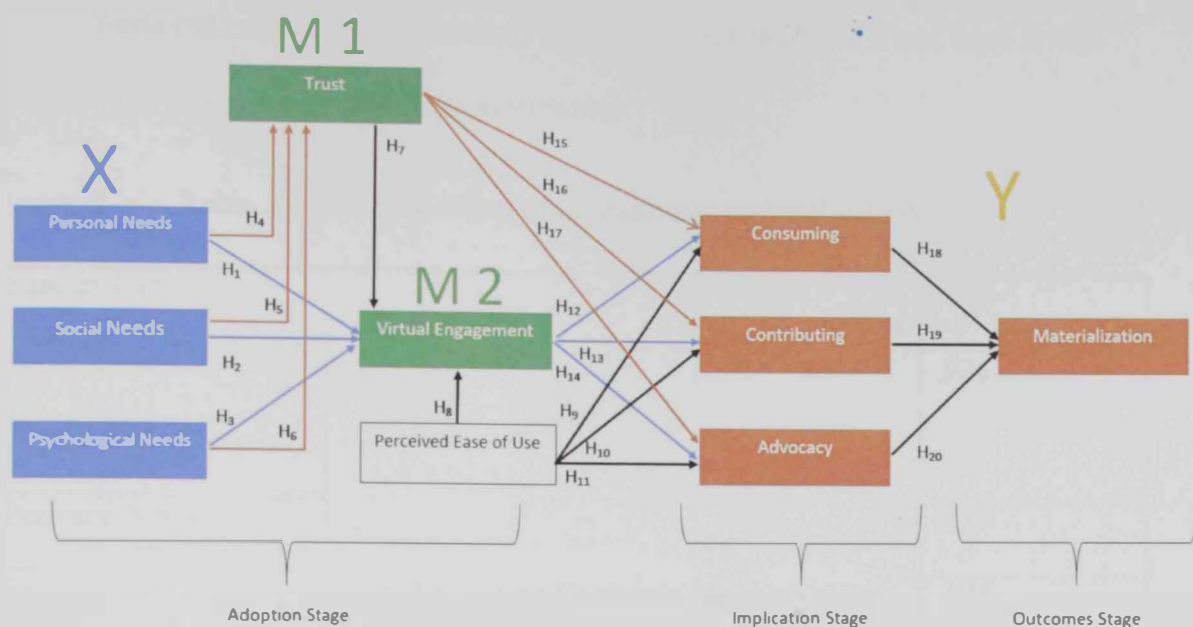 M 1
Trust
X
Y
H15
H7
H16
Personal Needs
H4
H17
Consuming
H18
H1
M 2
H5
H12
Social Needs
Virtual Engagement
Contributing
H19
Materialization
H2
H13
H14
H3
H8
H9
Psychological Needs
H6
Perceived Ease of Use
H10
Advocacy
H20
H11
Adoption Stage
Implication Stage
Outcomes Stage